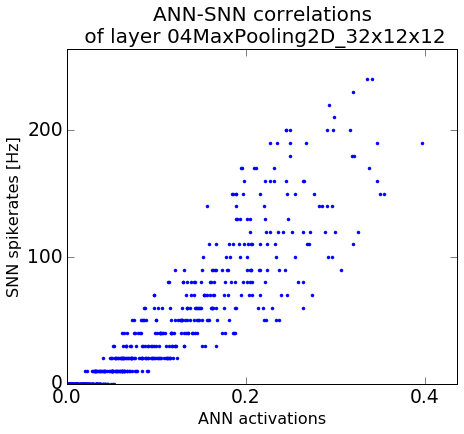 ANN-SNN correlations
of layer 04MaxPooling2D_32x12x12
SNN spikerates [Hz]
200
100
0
0.0
0.2
0.4
ANN activations